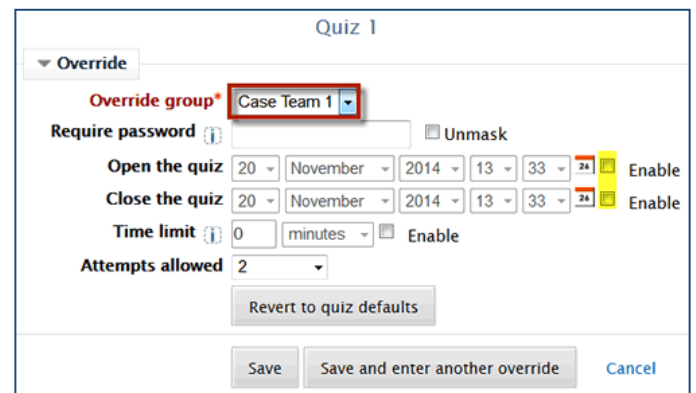 Quiz 1
Override
Override group* Case Team 1
Require password Unmask
Open the quiz 20 November 2014 13 33 26 Enable
Close the quiz 20 November 2014 13 33 26 Enable
Time limit 0 minutes Enable
Attempts allowed 2
Revert to quiz defaults
Save Save and enter another override Cancel